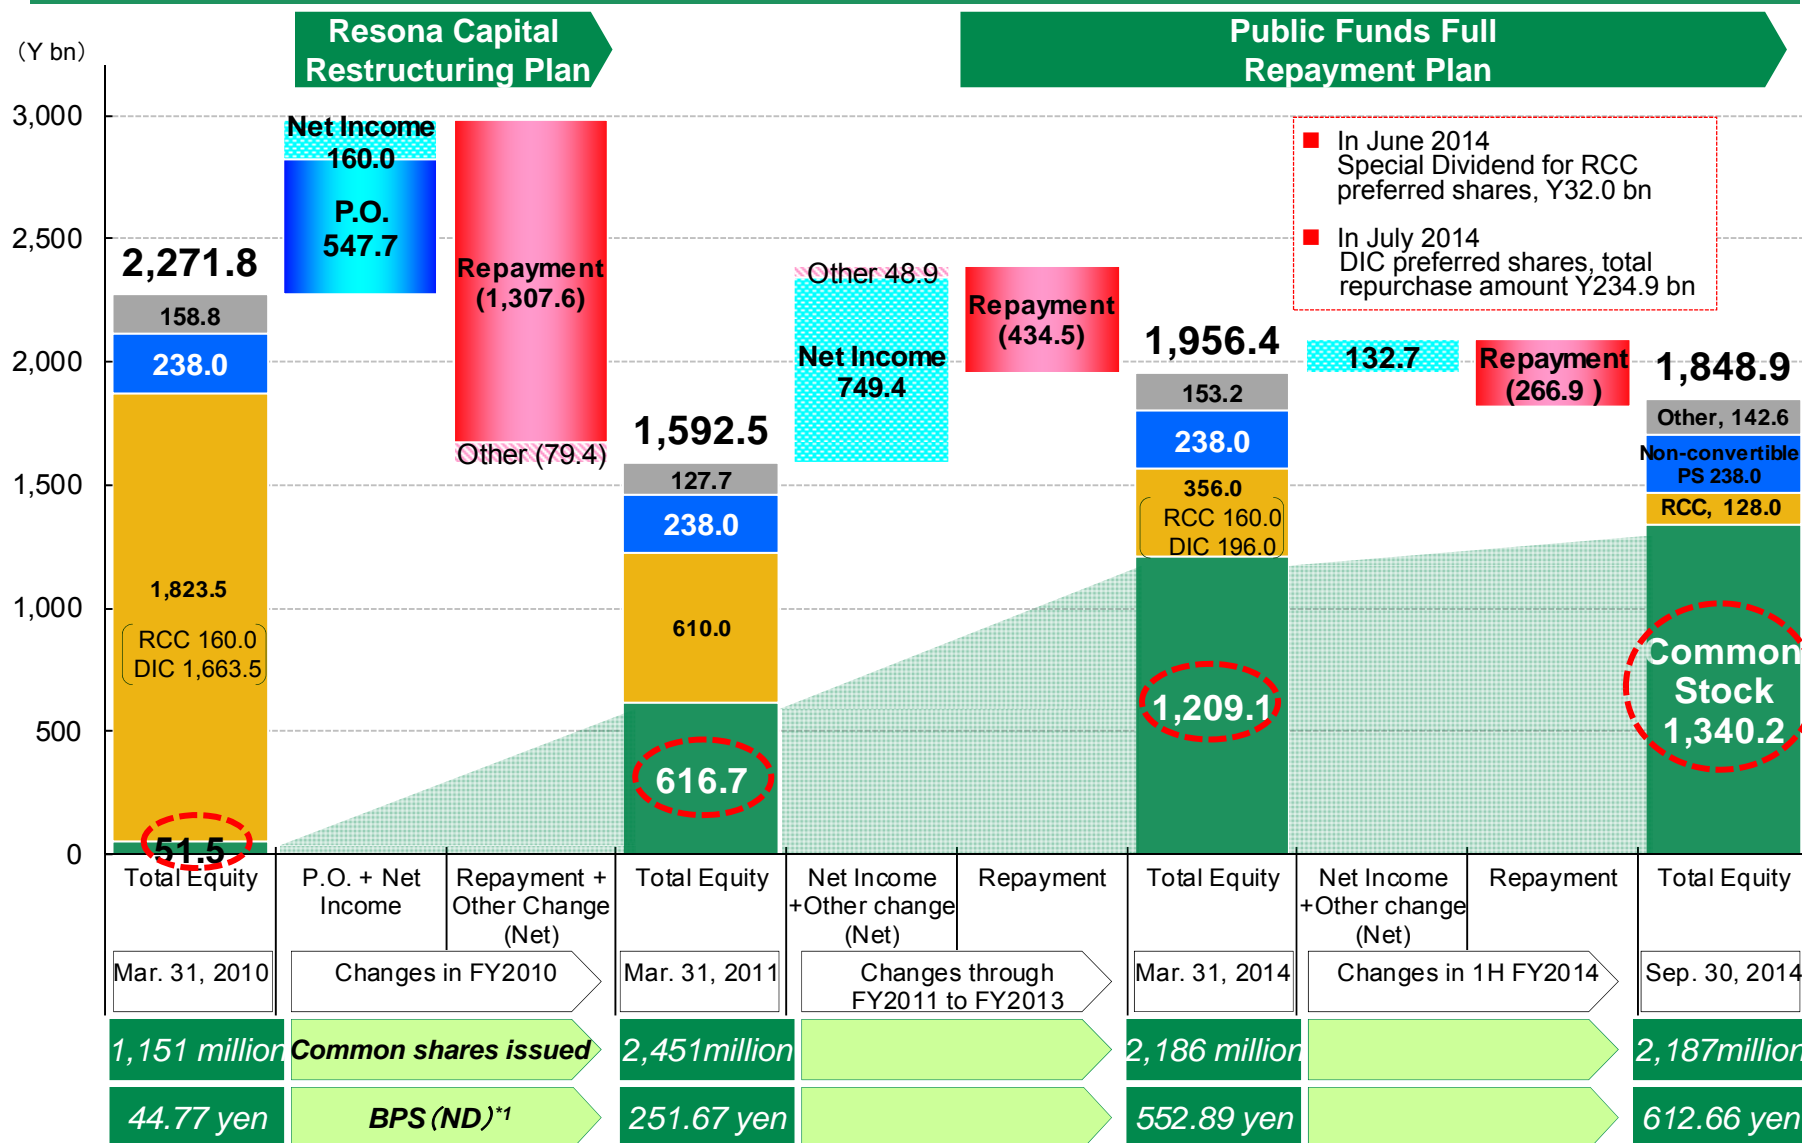 Resona Capital
Restructuring Plan
Public Funds Full
Repayment Plan
(Y bn)
3,000
2,500
2,000
1,500
1,000
500
0
2,271.8
158.8
238.0
1,823.5
RCC 160.0
DIC 1,663.5
51.5
Net Income
160.0
P.O.
547.7
Repayment
(1,307.6)
Other (79.4)
1,592.5
127.7
238.0
610.0
616.7
Other 48.9
Net Income
749.4
Repayment
(434.5)
1,956.4
153.2
238.0
356.0
RCC 160.0
DIC 196.0
1,209.1
132.7
Repayment
(266.9 )
■ In June 2014
Special Dividend for RCC
preferred shares, Y32.0 bn
■ In July 2014
DIC preferred shares, total
repurchase amount Y234.9 bn
1,848.9
Other, 142.6
Non-convertible
PS 238.0
RCC, 128.0
Common
Stock
1,340.2
Total Equity
P.O. + Net
Income
Repayment +
Other Change
(Net)
Total Equity
Net Income
+Other change
(Net)
Repayment
Total Equity
Net Income
+Other change
(Net)
Repayment
Total Equity
Mar. 31, 2010
Changes in FY2010
Mar. 31, 2011
Changes through
FY2011 to FY2013
Mar. 31, 2014
Changes in 1H FY2014
Sep. 30, 2014
1,151 million
Common shares issued
2,451million
2,186 million
2,187million
44.77 yen
BPS (ND)*1
251.67 yen
552.89 yen
612.66 yen